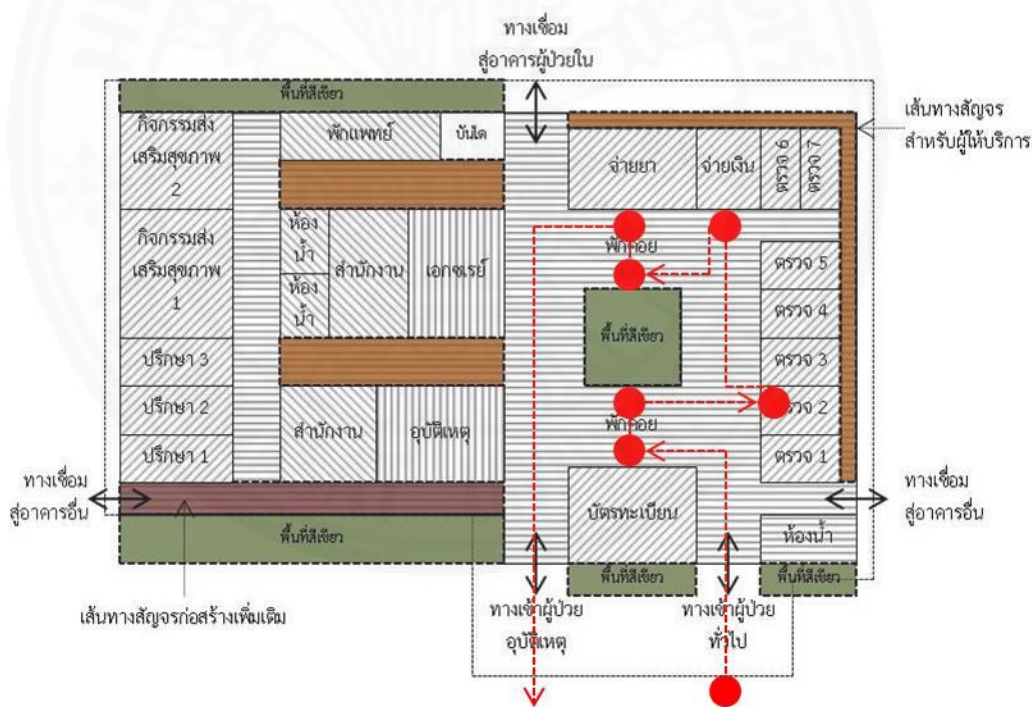 ทางเชื่อม
สู่อาคารผู้ป่วยใน
พื้นที่สีเขียว
เส้นทางสัญจร
สำหรับผู้ให้บริการ
กิจกรรมส่ง
เสริมสุขภาพ
2
พักแพทย์
บันได
จ่ายยา
จ่ายเงิน
ตรวจ 6
ตรวจ 7
กิจกรรมส่ง
เสริมสุขภาพ
1
ห้อง
น้ำ
ห้อง
น้ำ
สำนักงาน
เอกซเรย์
พักคอย
พื้นที่สีเขียว
ตรวจ 5
ตรวจ 4
ตรวจ 3
ตรวจ 2
ตรวจ 1
ปรึกษา 3
ปรึกษา 2
ปรึกษา 1
สำนักงาน
อุบัติเหตุ
พักคอย
ทางเชื่อม
สู่อาคารอื่น
ทางเชื่อม
สู่อาคารอื่น
บัตรทะเบียน
ห้องน้ำ
พื้นที่สีเขียว
พื้นที่สีเขียว
พื้นที่สีเขียว
เส้นทางสัญจรก่อสร้างเพิ่มเติม
ทางเข้าผู้ป่วย
อุบัติเหตุ
ทางเข้าผู้ป่วย
ทั่วไป